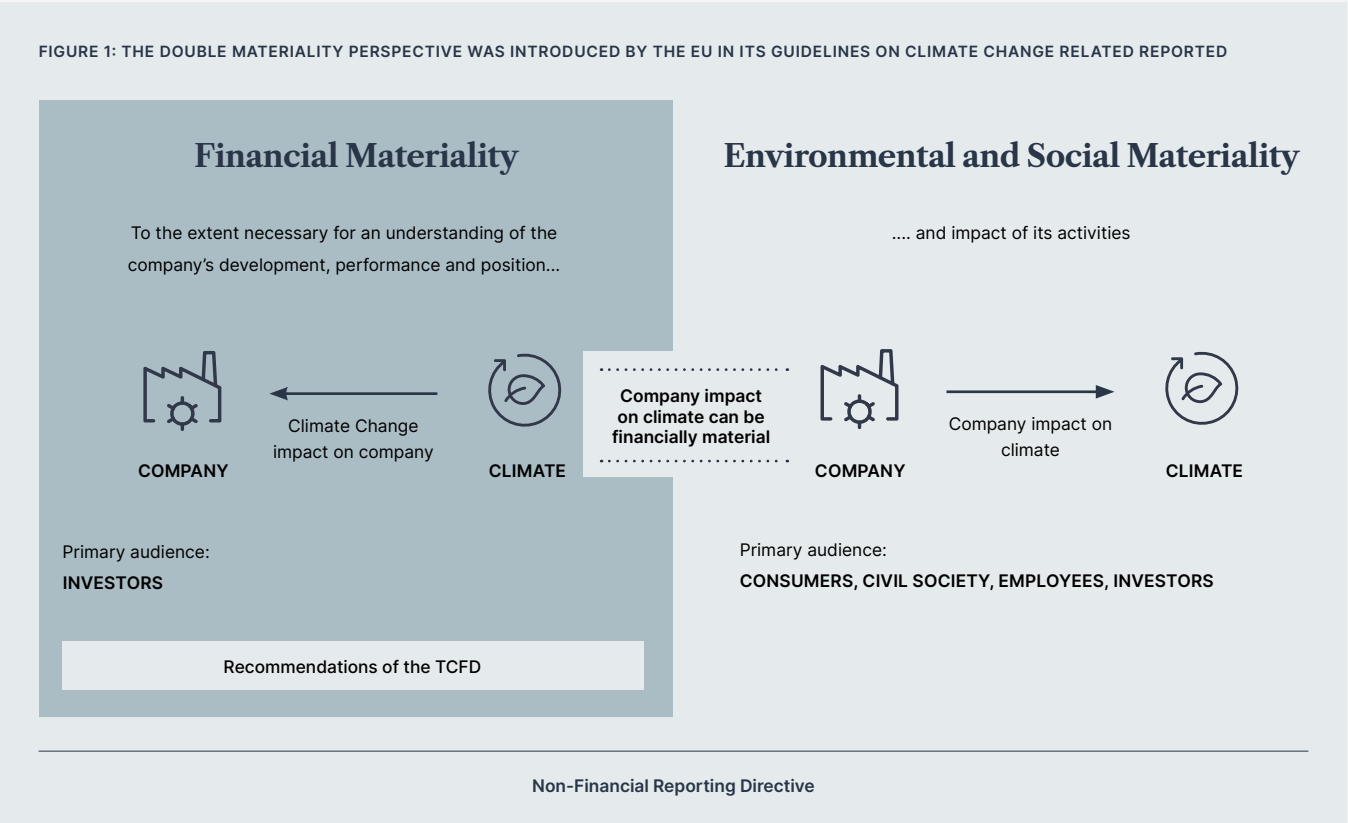 FIGURE 1: THE DOUBLE MATERIALITY PERSPECTIVE WAS INTRODUCED BY THE EU IN ITS GUIDELINES ON CLIMATE CHANGE RELATED REPORTED
Financial Materiality
To the extent necessary for an understanding of the
company’s development, performance and position...
Climate Change
impact on company
COMPANY
CLIMATE
Primary audience:
INVESTORS
Recommendations of the TCFD
Company impact
on climate can be
financially material
Environmental and Social Materiality
.... and impact of its activities
Company impact on
climate
COMPANY
CLIMATE
Primary audience:
CONSUMERS, CIVIL SOCIETY, EMPLOYEES, INVESTORS
Non-Financial Reporting Directive